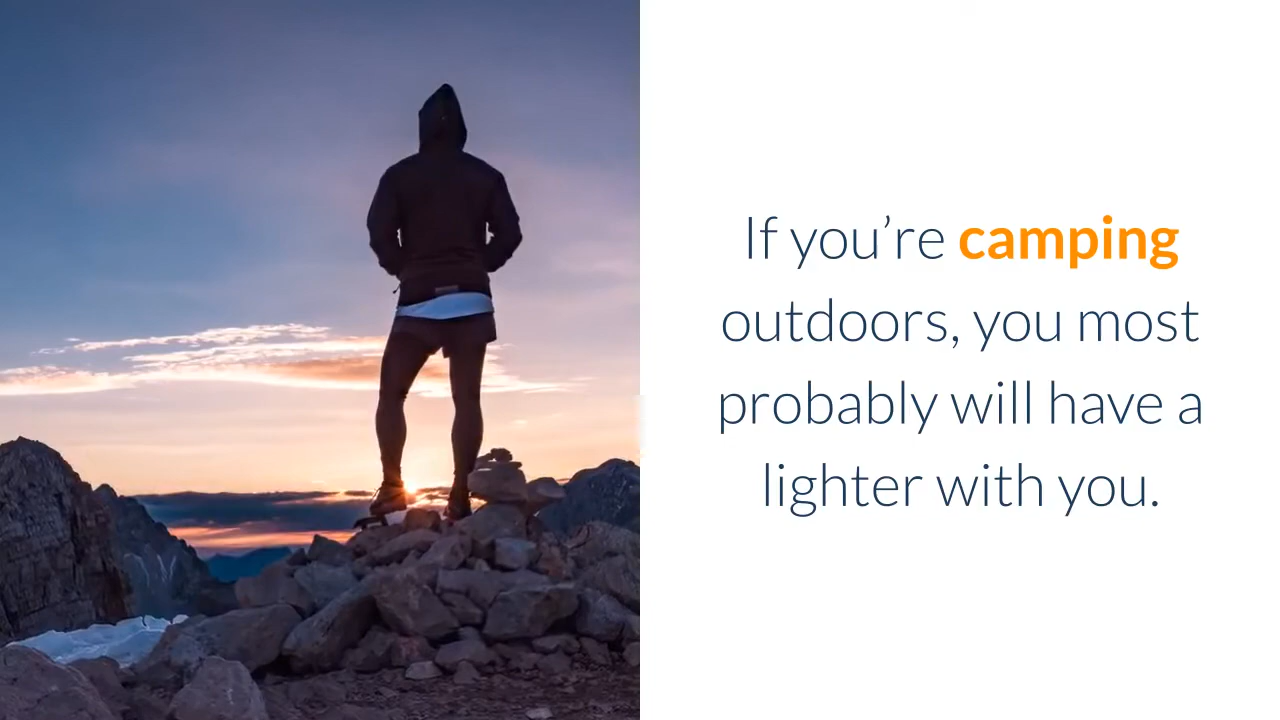 If you’re camping
outdoors, you most
probably will have a
lighter with you.